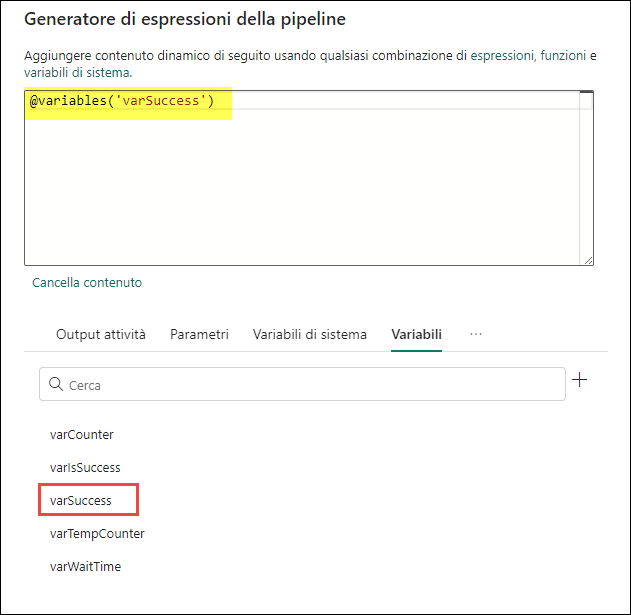 Generatore di espressioni della pipeline
Aggiungere contenuto dinamico di seguito usando qualsiasi combinazione di espressioni, funzioni e
variabili di sistema.
@variables('varSuccess')
Cancella contenuto
Output attività Parametri Variabili di sistema Variabili ...
Cerca
varCounter
varIsSuccess
varSuccess
varTempCounter
varWaitTime